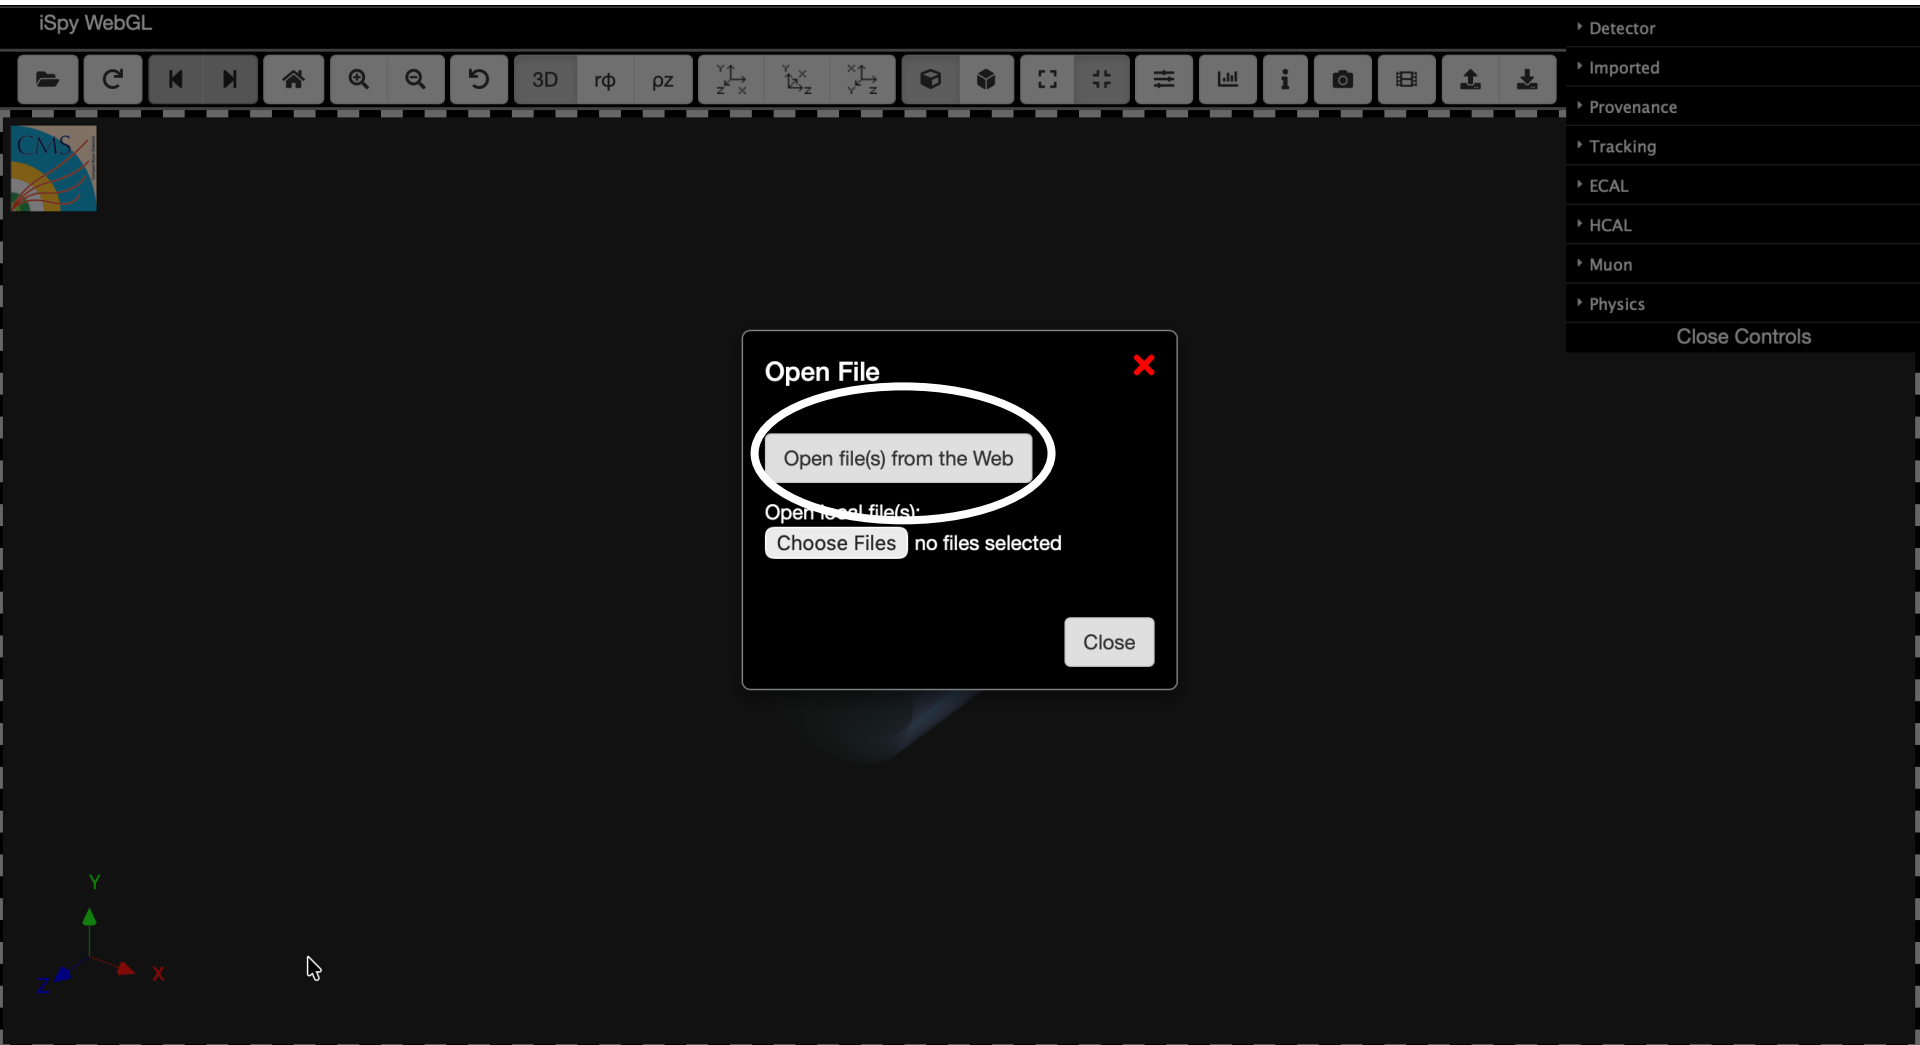 iSpy WebGL
3D rφ ρz
Y Z X
Y X Z
X Y Z
CMS
Detector
Imported
Provenance
Tracking
ECAL
HCAL
Muon
Physics
Close Controls
Open File
Open file(s) from the Web
Open local file(s):
Choose Files no files selected
Close
Y
X
Z